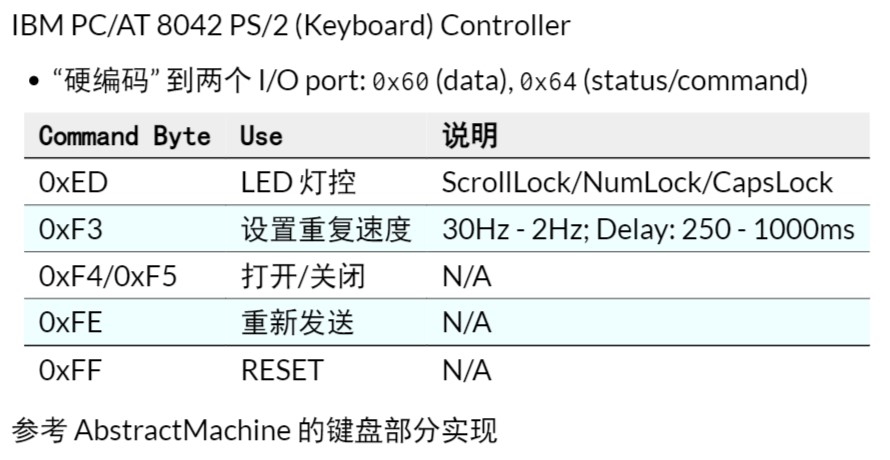 IBM PC/AT 8042 PS/2 (Keyboard) Controller
• “硬编码” 到两个 I/O port: 0x60 (data), 0x64 (status/command)
Command Byte Use 说明
0xED LED 灯控 ScrollLock/NumLock/CapsLock
0xF3 设置重复速度 30Hz - 2Hz; Delay: 250 - 1000ms
0xF4/0xF5 打开/关闭 N/A
0xFE 重新发送 N/A
0xFF RESET N/A
参考 AbstractMachine 的键盘部分实现